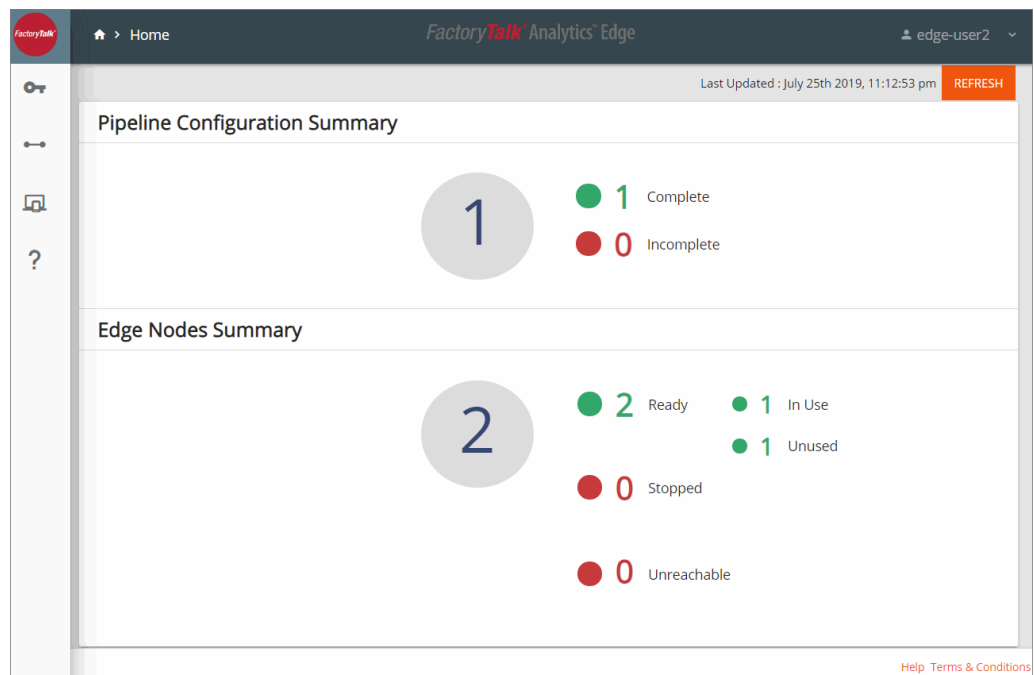 FactoryTalk
Home
FactoryTalk® Analytics™ Edge
edge-user2
Last Updated : July 25th 2019, 11:12:53 pm
REFRESH
Pipeline Configuration Summary
1
1 Complete
0 Incomplete
Edge Nodes Summary
2
2 Ready
1 In Use
1 Unused
0 Stopped
0 Unreachable
Help Terms & Conditions